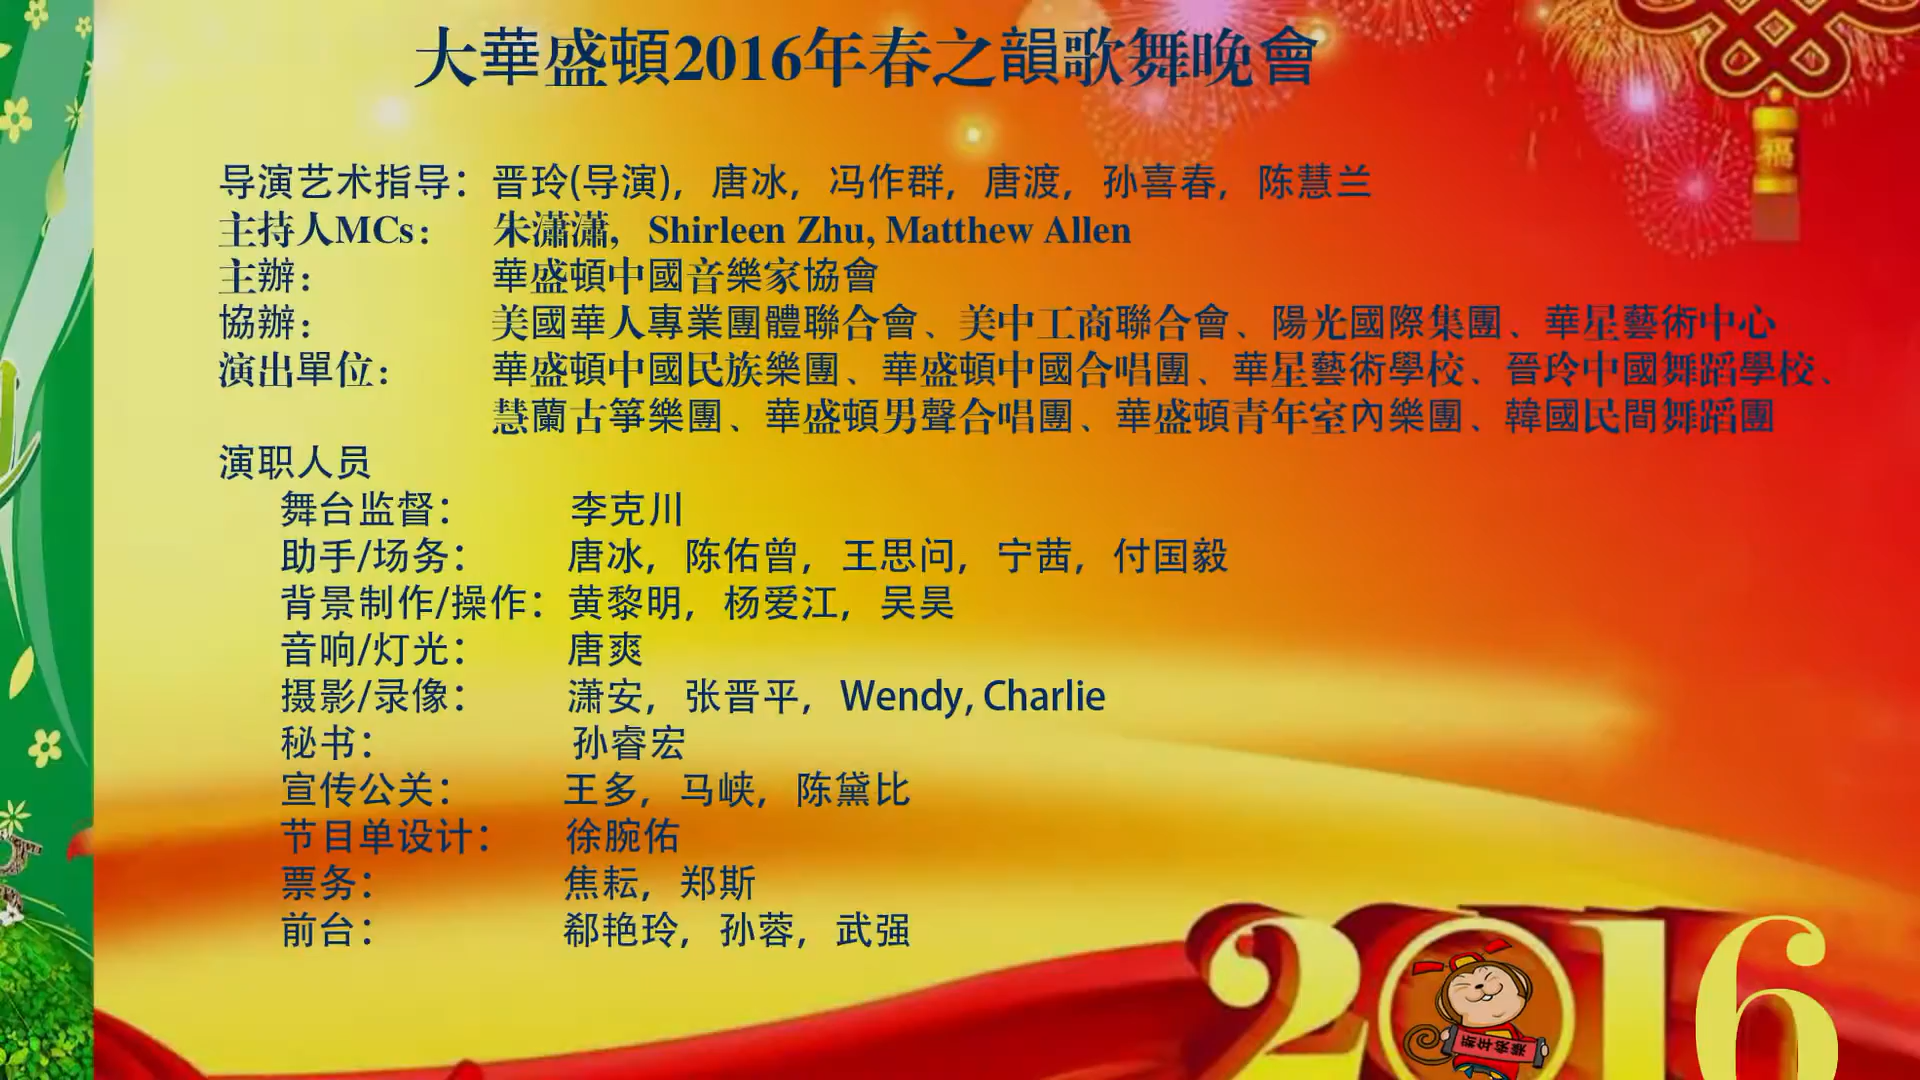 大華盛頓2016年春之韻歌舞晚會
福
导演艺术指导：晋玲(导演)，唐冰，冯作群，唐渡，孙喜春，陈慧兰
主持人MCs： 朱瀟瀟，Shirleen Zhu, Matthew Allen
主辦： 華盛頓中國音樂家協會
協辦： 美國華人專業團體聯合會、美中工商聯合會、陽光國際集團、華星藝術中心
演出單位： 華盛頓中國民族樂團、華盛頓中國合唱團、華星藝術學校、晉玲中國舞蹈學校、
慧蘭古箏樂團、華盛頓男聲合唱團、華盛頓青年室內樂團、韓國民間舞蹈團
演职人员
舞台监督： 李克川
助手/场务： 唐冰，陈佑曾，王思问，宁茜，付国毅
背景制作/操作：黄黎明，杨爱江，吴昊
音响/灯光： 唐爽
摄影/录像： 潇安，张晋平，Wendy, Charlie
秘书： 孙睿宏
宣传公关： 王多，马峡，陈黛比
节目单设计： 徐腕佑
票务： 焦耘，郑斯
前台： 郗艳玲，孙蓉，武强
2016
新年快樂